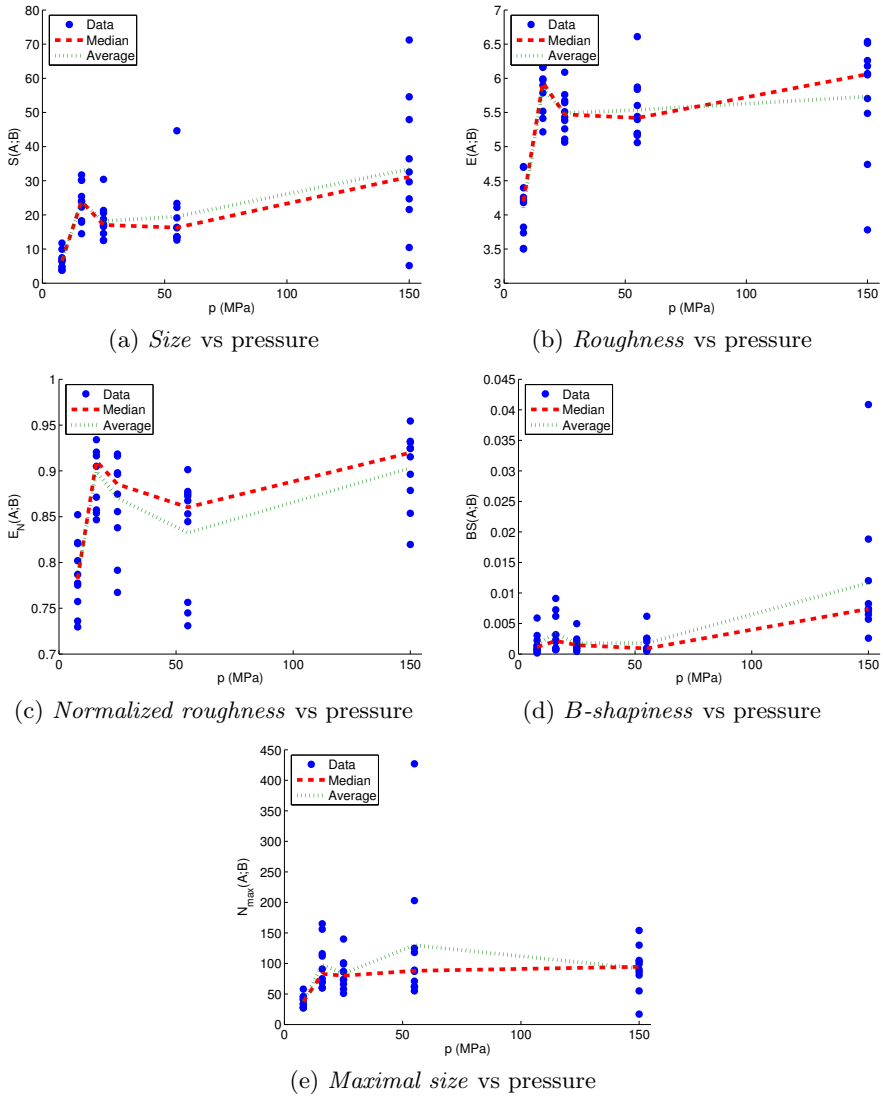 80
70
60
50
40
30
20
10
0
S(A;B)
Data
Median
Average
0 50 100 150
p (MPa)
(a) Size vs pressure
7
6.5
6
5.5
5
4.5
4
3.5
3
E(A;B)
Data
Median
Average
0 50 100 150
p (MPa)
(b) Roughness vs pressure
1
0.95
0.9
0.85
0.8
0.75
0.7
E_N(A;B)
Data
Median
Average
0 50 100 150
p (MPa)
(c) Normalized roughness vs pressure
0.045
0.04
0.035
0.03
0.025
0.02
0.015
0.01
0.005
0
BS(A;B)
Data
Median
Average
0 50 100 150
p (MPa)
(d) B-shapiness vs pressure
450
400
350
300
250
200
150
100
50
0
N_max(A;B)
Data
Median
Average
0 50 100 150
p (MPa)
(e) Maximal size vs pressure